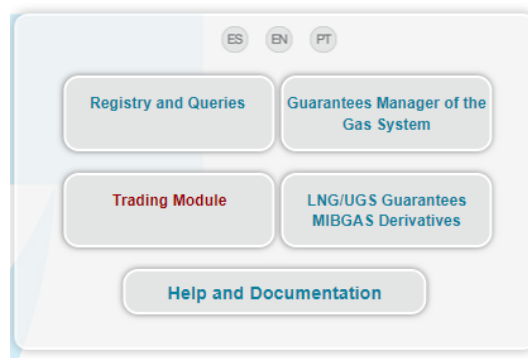 ES EN PT
Registry and Queries
Guarantees Manager of the
Gas System
Trading Module
LNG/UGS Guarantees
MIBGAS Derivatives
Help and Documentation